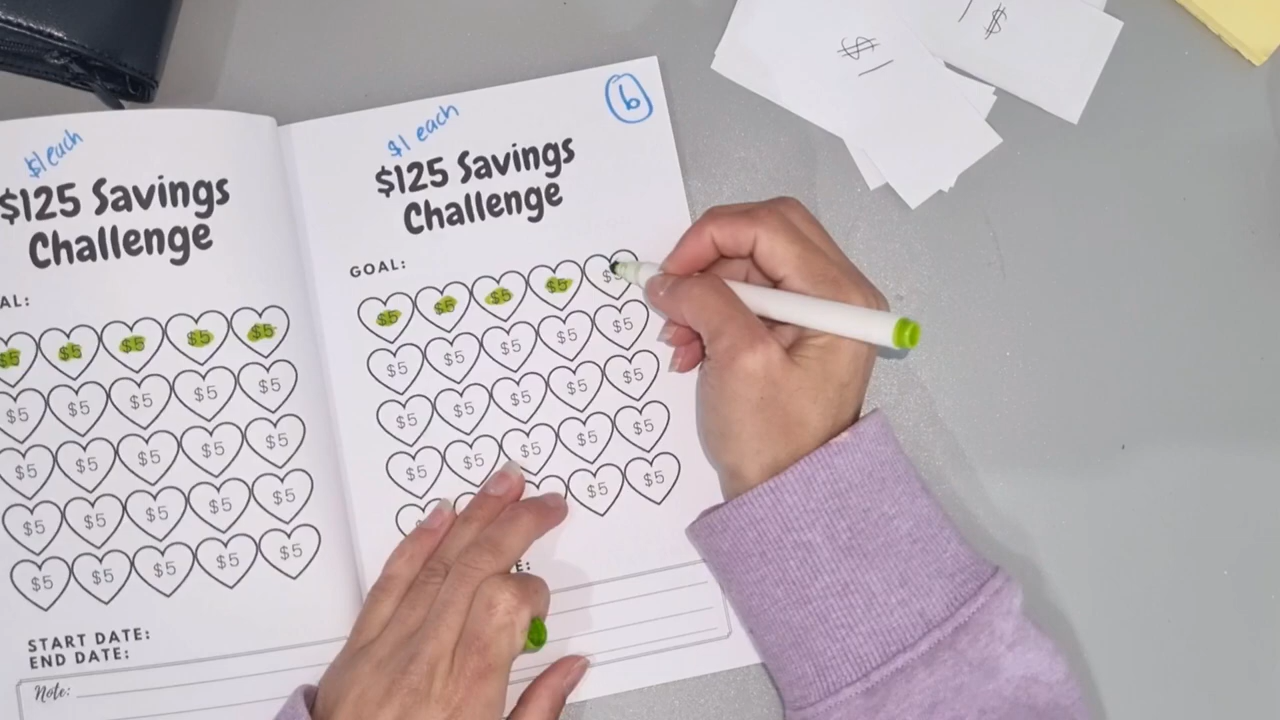 $1 each
$125 Savings
Challenge
AL:
$5 $5 $5 $5 $5
$5 $5 $5 $5 $5
$5 $5 $5 $5 $5
$5 $5 $5 $5 $5
$5 $5 $5 $5 $5
START DATE:
END DATE:
Note:
$1 each
6
$125 Savings
Challenge
GOAL:
$5 $5 $5 $5 $5
$5 $5 $5 $5 $5
$5 $5 $5 $5 $5
$5 $5 $5 $5 $5
$5 $5
E:
$1
1 $